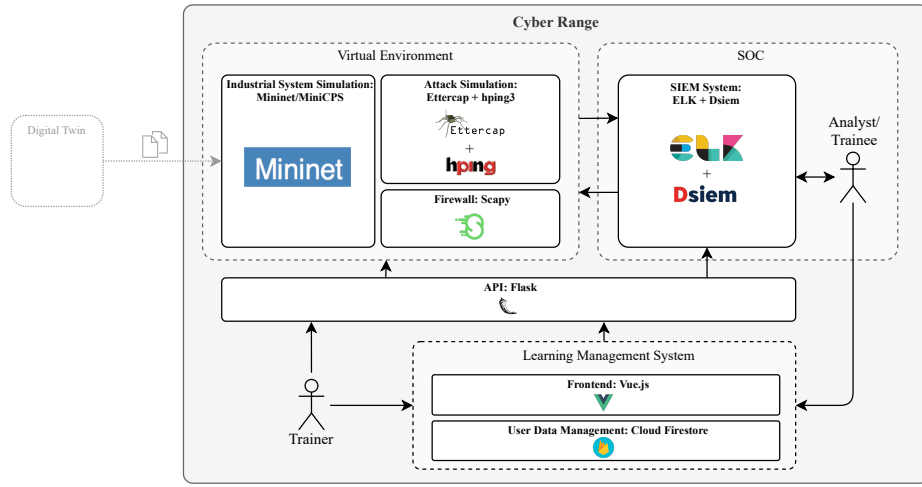 Cyber Range
Virtual Environment
SOC
Industrial System Simulation:
Mininet/MiniCPS
Mininet
Attack Simulation:
Ettercap + hping3
Ettercap
+
hping
Firewall: Scapy
SIEM System:
ELK + Dsiem
ELK
+
Dsiem
Analyst/
Trainee
Digital Twin
API: Flask
Learning Management System
Frontend: Vue.js
User Data Management: Cloud Firestore
Trainer